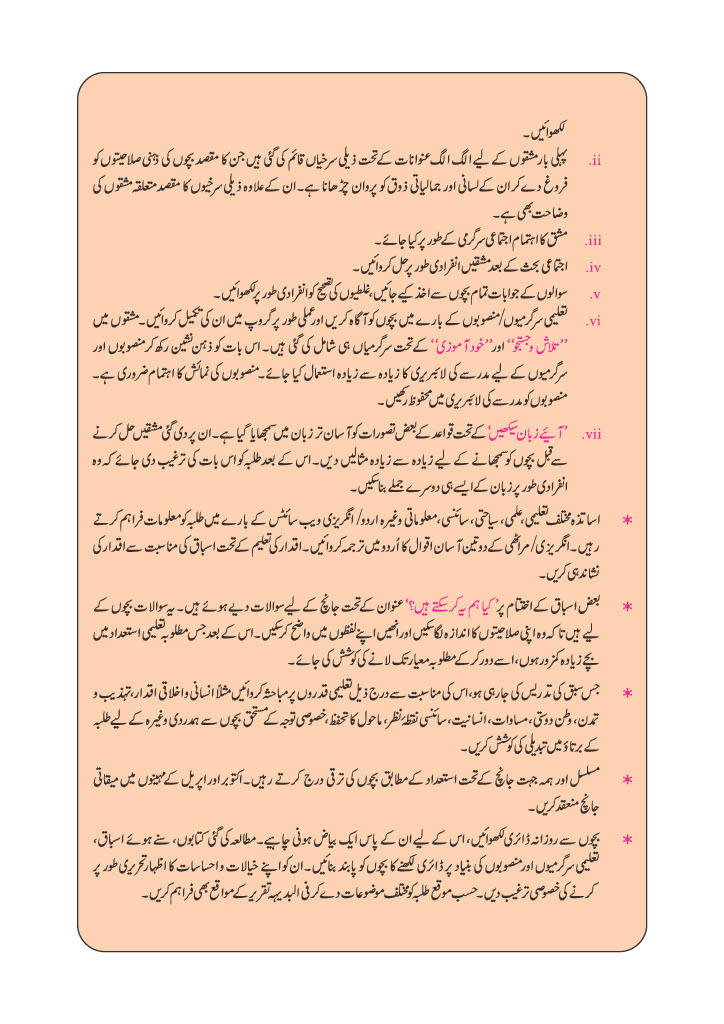 لکھوائیں۔
ii. پہلی بار مشقوں کے لیے الگ الگ عنوانات کے تحت ذیلی سرخیاں قائم کی گئی ہیں جن کا مقصد بچوں کی ذہنی صلاحیتوں کو
فروغ دے کر ان کے لسانی اور جمالیاتی ذوق کو پروان چڑھانا ہے۔ ان کے علاوہ ذیلی سرخیوں کا مقصد متعلقہ مشقوں کی
وضاحت بھی ہے۔
iii. مشق کا اہتمام اجتماعی سرگرمی کے طور پر کیا جائے۔
iv. اجتماعی بحث کے بعد مشقیں انفرادی طور پر حل کروائیں۔
v. سوالوں کے جوابات تمام بچوں سے اخذ کیے جائیں، غلطیوں کی تصحیح کو انفرادی طور پر لکھوائیں۔
vi. تعلیمی سرگرمیوں/منصوبوں کے بارے میں بچوں کو آگاہ کریں اور عملی طور پر گروپ میں ان کی تکمیل کروائیں۔ مشقوں میں
’’تلاش و جستجو‘‘ اور ’’خود آموزی‘‘ کے تحت سرگرمیاں ہی شامل کی گئی ہیں۔ اس بات کو ذہن نشین رکھ کر منصوبوں اور
سرگرمیوں کے لیے مدرسے کی لائبریری کا زیادہ سے زیادہ استعمال کیا جائے۔ منصوبوں کی نمائش کا اہتمام ضروری ہے۔
منصوبوں کو مدرسے کی لائبریری میں محفوظ رکھیں۔
vii. ’آیئے زبان سیکھیں‘ کے تحت قواعد کے بعض تصورات کو آسان تر زبان میں سمجھایا گیا ہے۔ ان پر دی گئی مشقیں حل کرنے
سے قبل بچوں کو سمجھانے کے لیے زیادہ سے زیادہ مثالیں دیں۔ اس کے بعد طلبہ کو اس بات کی ترغیب دی جائے کہ وہ
انفرادی طور پر زبان کے ایسے ہی دوسرے جملے بنا سکیں۔
* اساتذہ مختلف تعلیمی، علمی، سیاحتی، سائنسی، معلوماتی وغیرہ اردو/ انگریزی ویب سائٹس کے بارے میں طلبہ کو معلومات فراہم کرتے
رہیں۔ انگریزی/ مراٹھی کے دو تین آسان اقوال کا اُردو میں ترجمہ کروائیں۔ اقدار کی تعلیم کے تحت اسباق کی مناسبت سے اقدار کی
نشاندہی کریں۔
* بعض اسباق کے اختتام پر ’کیا ہم یہ کر سکتے ہیں؟‘ عنوان کے تحت جانچ کے لیے سوالات دیے ہوئے ہیں۔ یہ سوالات بچوں کے
لیے ہیں تاکہ وہ اپنی صلاحیتوں کا اندازہ لگا سکیں اور انھیں اپنے لفظوں میں واضح کر سکیں۔ اس کے بعد جس مطلوبہ تعلیمی استعداد میں
بچے زیادہ کمزور ہوں، اسے دور کر کے مطلوبہ معیار تک لانے کی کوشش کی جائے۔
* جس سبق کی تدریس کی جارہی ہو، اس کی مناسبت سے درج ذیل تعلیمی قدروں پر مباحثہ کروائیں مثلاً انسانی و اخلاقی اقدار، تہذیب و
تمدن، وطن دوستی، مساوات، انسانیت، سائنسی نقطۂ نظر، ماحول کا تحفظ، خصوصی توجہ کے مستحق بچوں سے ہمدردی وغیرہ کے لیے طلبہ
کے برتاؤ میں تبدیلی کی کوشش کریں۔
* مسلسل اور ہمہ جہت جانچ کے تحت استعداد کے مطابق بچوں کی ترقی درج کرتے رہیں۔ اکتوبر اور اپریل کے مہینوں میں میقاتی
جانچ منعقد کریں۔
* بچوں سے روزانہ ڈائری لکھوائیں، اس کے لیے ان کے پاس ایک بیاض ہونی چاہیے۔ مطالعہ کی گئی کتابوں، سنے ہوئے اسباق،
تعلیمی سرگرمیوں اور منصوبوں کی بنیاد پر ڈائری لکھنے کا بچوں کو پابند بنائیں۔ ان کو اپنے خیالات و احساسات کا اظہار تحریری طور پر
کرنے کی خصوصی ترغیب دیں۔ حسب موقع طلبہ کو مختلف موضوعات دے کر فی البدیہہ تقریر کے مواقع بھی فراہم کریں۔